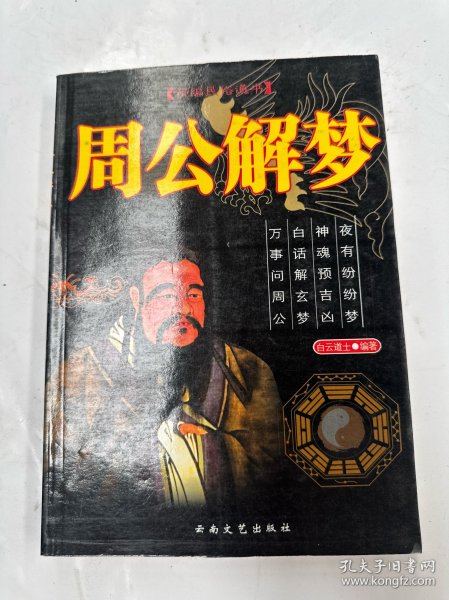 周公解梦
夜有纷纷梦
神魂预吉凶
白话解玄梦
万事问周公
白云道士●编著
云南文艺出版社
孔夫子旧书网
www.kongfz.com